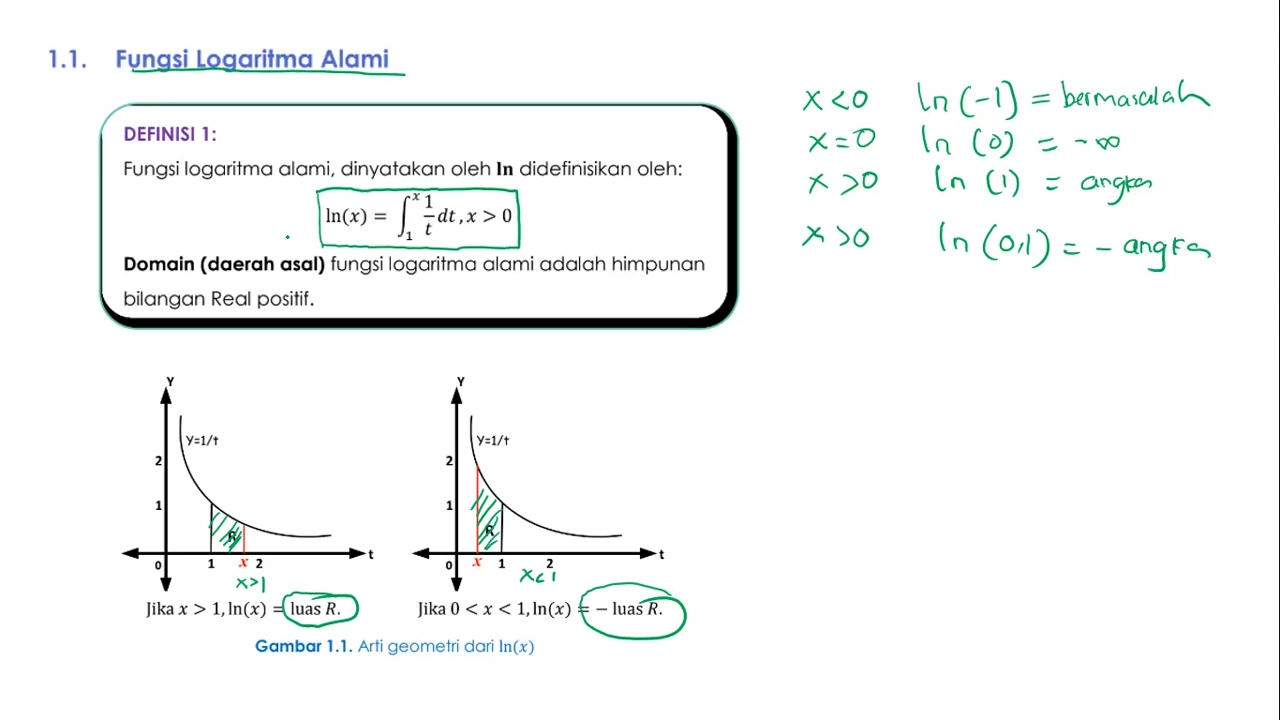 1.1. Fungsi Logaritma Alami
DEFINISI 1:
Fungsi logaritma alami, dinyatakan oleh ln didefinisikan oleh:
ln(x) = ∫₁ˣ 1/t dt, x > 0
Domain (daerah asal) fungsi logaritma alami adalah himpunan
bilangan Real positif.
x<0 ln(-1) = bermasalah
x=0 ln(0) = -∞
x>0 ln(1) = angka
x>0 ln(0,1) = - angka
Y
Y=1/t
2
1
R
0 1 x 2 t
x>1
Jika x > 1, ln(x) = luas R.
Y
Y=1/t
2
1
R
0 x 1 2 t
x<1
Jika 0 < x < 1, ln(x) = − luas R.
Gambar 1.1. Arti geometri dari ln(x)